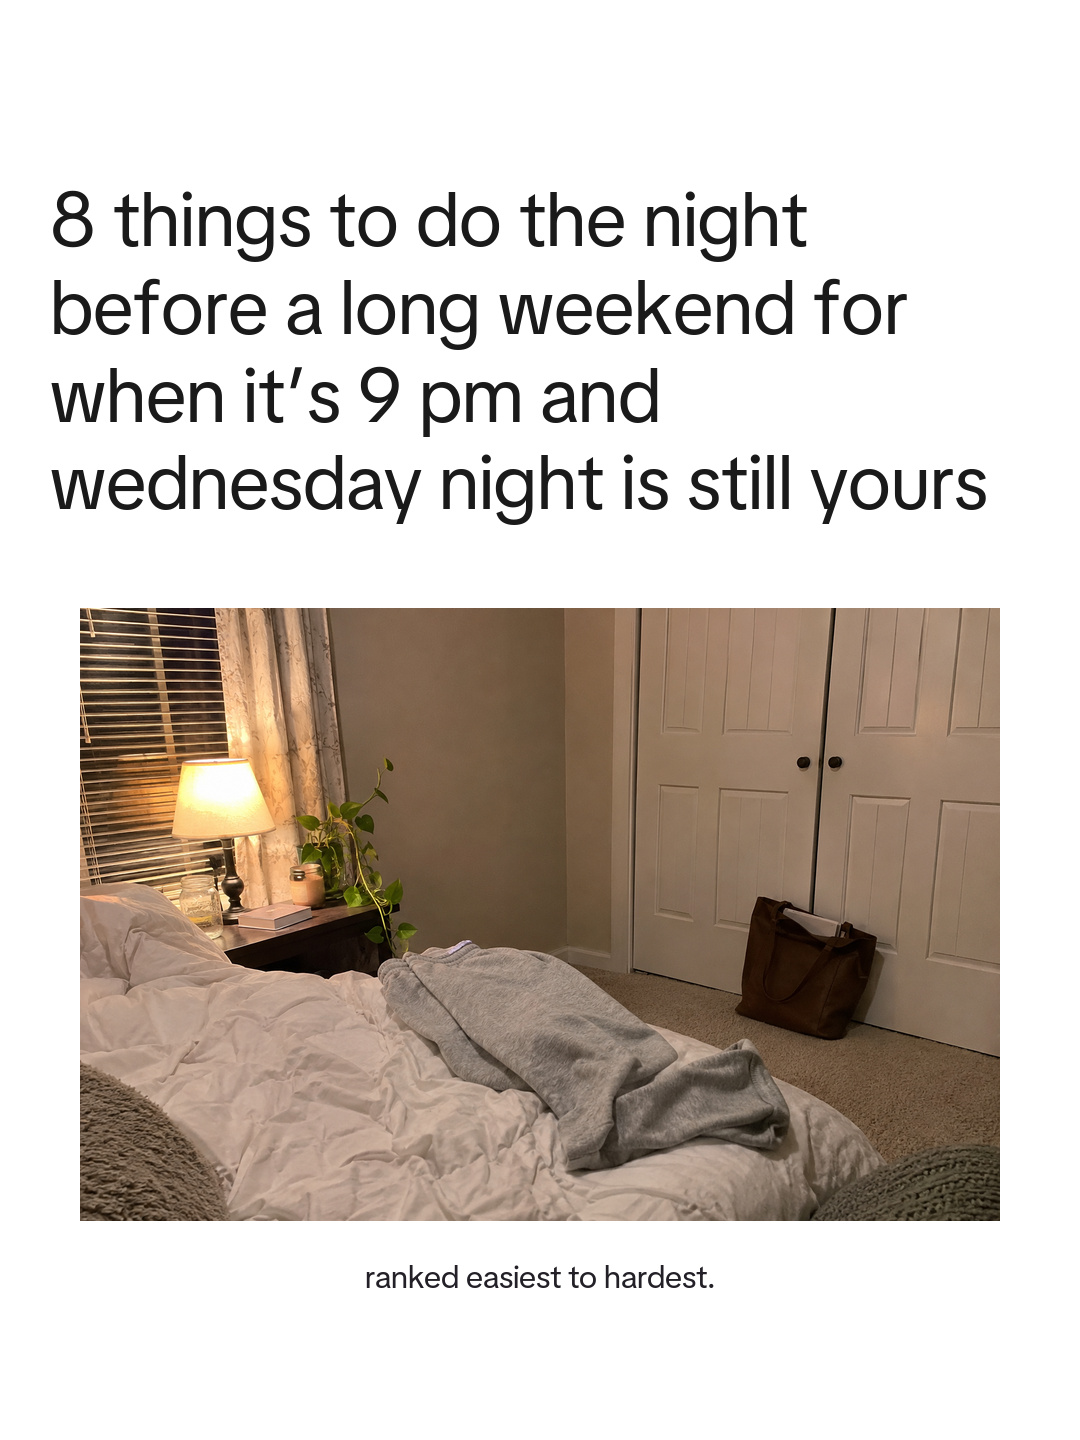 8 things to do the night
before a long weekend for
when it’s 9 pm and
wednesday night is still yours
ranked easiest to hardest.